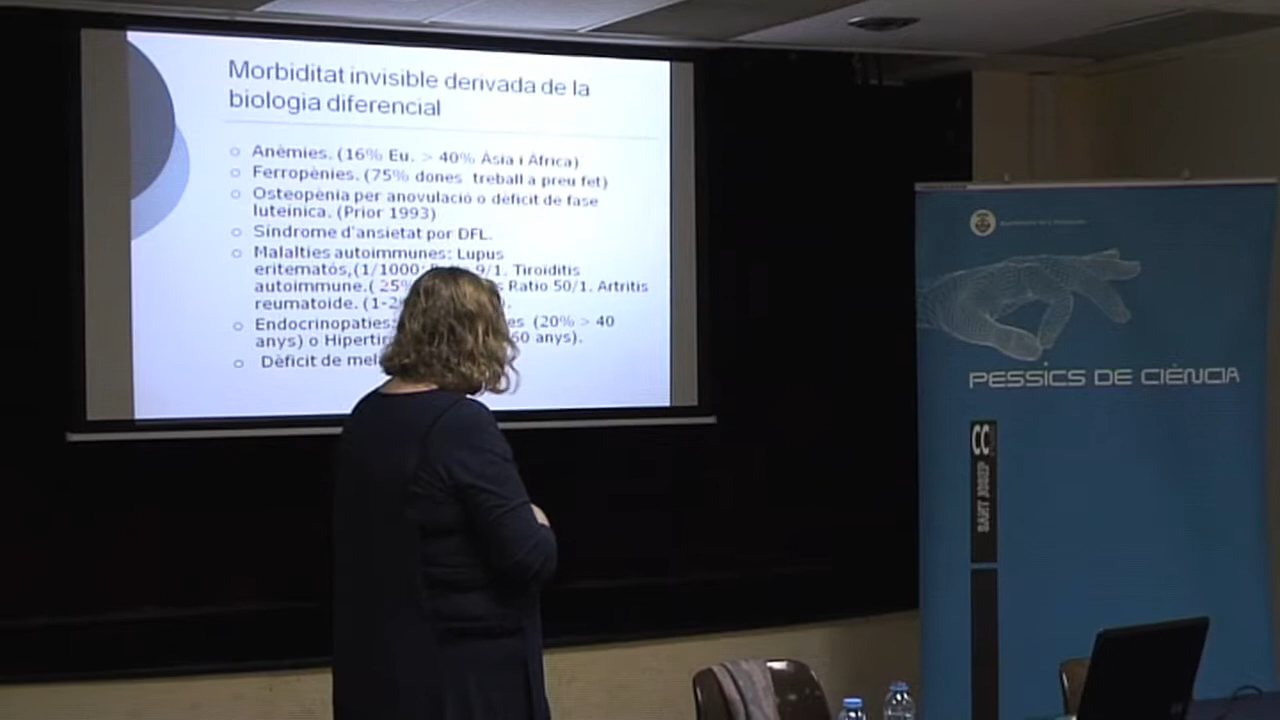 Morbiditat invisible derivada de la
biologia diferencial
Anèmies. (16% Eu. > 40% Àsia i Àfrica)
Ferropènies. (75% dones treball a preu fet)
Osteopènia per anovulació o dèficit de fase
luteínica. (Prior 1993)
Síndrome d'ansietat por DFL.
Malalties autoimmunes: Lupus
eritematós,(1/1000: 9/1. Tiroïditis
autoimmune.( 25% Ratio 50/1. Artritis
reumatoide. (1-2
Endocrinopaties: (20% > 40
anys) o 60 anys).
Dèficit de
PESSICS DE CIÈNCIA
CC
SANT JOSEP